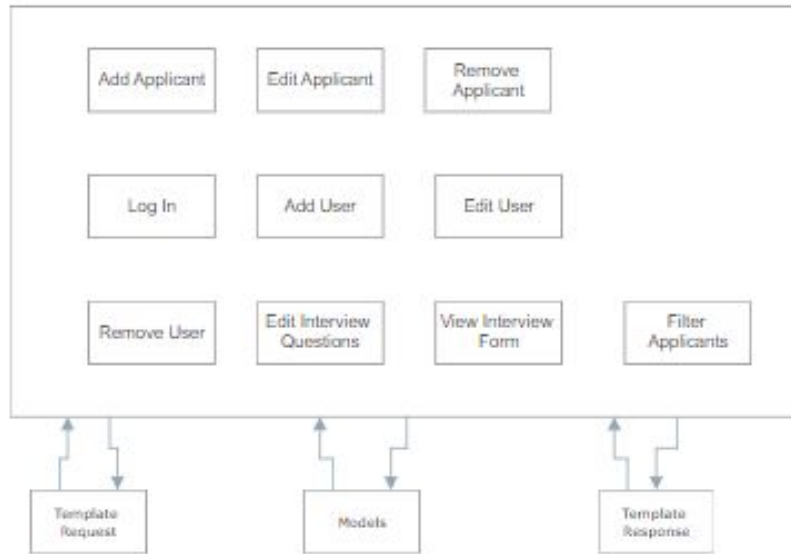 Add Applicant
Edit Applicant
Remove
Applicant
Log In
Add User
Edit User
Remove User
Edit Interview
Questions
View Interview
Form
Filter
Applicants
Template
Request
Models
Template
Response